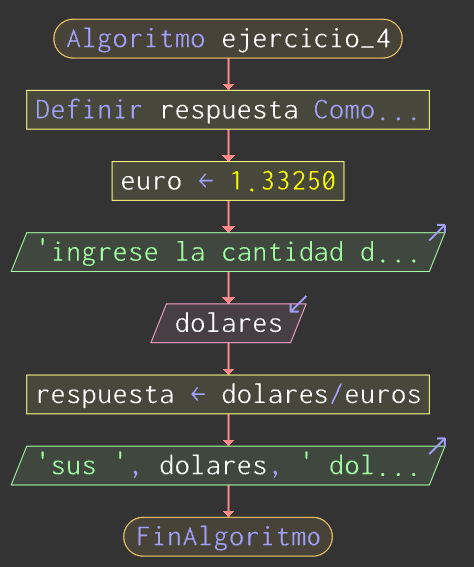 Algoritmo ejercicio_4
Definir respuesta Como...
euro ← 1.33250
'ingrese la cantidad d...
dolares
respuesta ← dolares/euros
'sus ', dolares, ' dol...
FinAlgoritmo